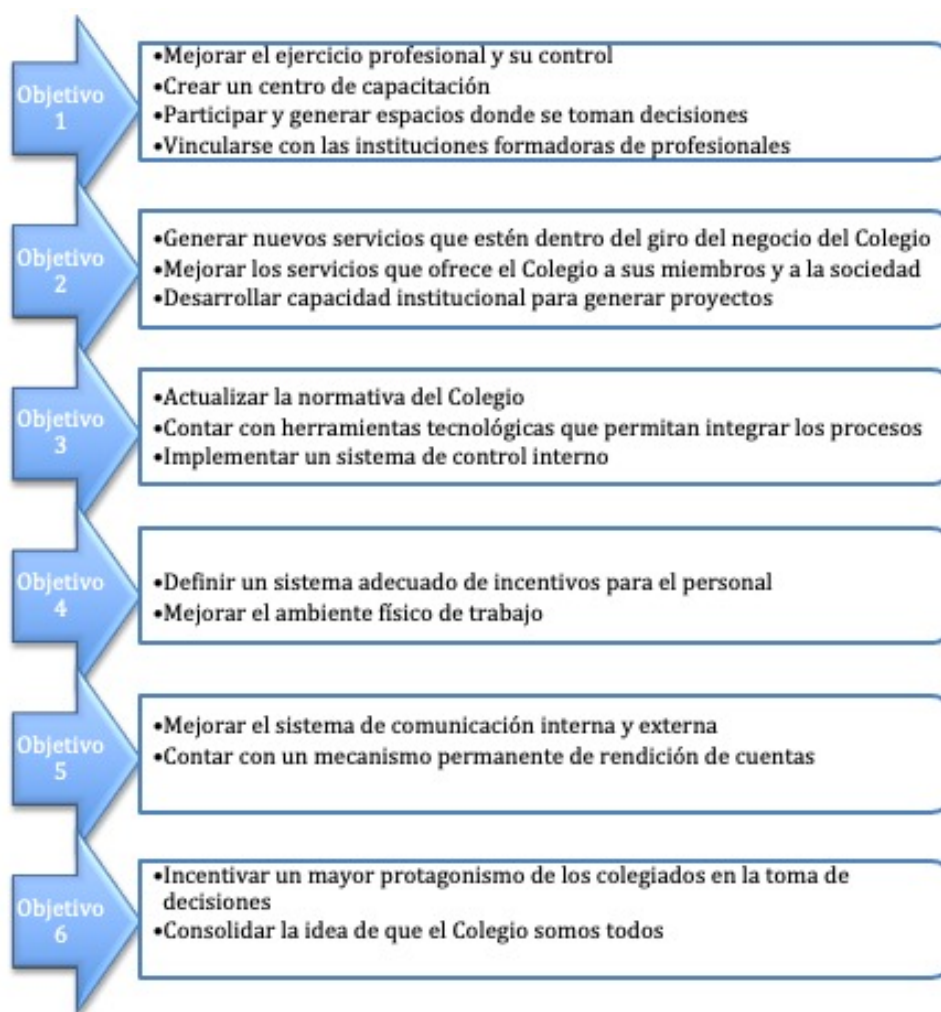 Objetivo
1
•Mejorar el ejercicio profesional y su control
•Crear un centro de capacitación
•Participar y generar espacios donde se toman decisiones
•Vincularse con las instituciones formadoras de profesionales
Objetivo
2
•Generar nuevos servicios que estén dentro del giro del negocio del Colegio
•Mejorar los servicios que ofrece el Colegio a sus miembros y a la sociedad
•Desarrollar capacidad institucional para generar proyectos
Objetivo
3
•Actualizar la normativa del Colegio
•Contar con herramientas tecnológicas que permitan integrar los procesos
•Implementar un sistema de control interno
Objetivo
4
•Definir un sistema adecuado de incentivos para el personal
•Mejorar el ambiente físico de trabajo
Objetivo
5
•Mejorar el sistema de comunicación interna y externa
•Contar con un mecanismo permanente de rendición de cuentas
Objetivo
6
•Incentivar un mayor protagonismo de los colegiados en la toma de
decisiones
•Consolidar la idea de que el Colegio somos todos